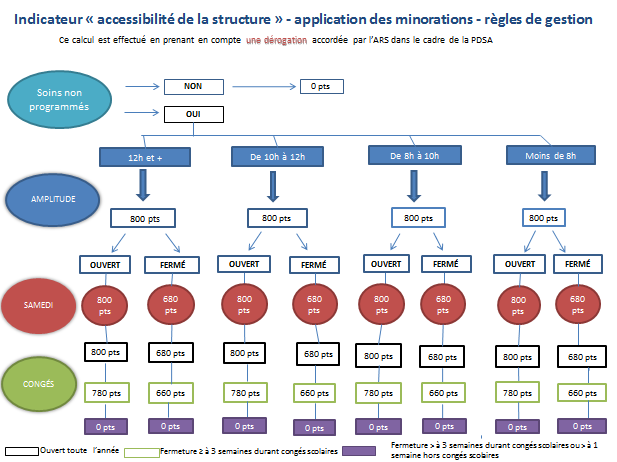 Indicateur « accessibilité de la structure » - application des minorations - règles de gestion
Ce calcul est effectué en prenant en compte une dérogation accordée par l'ARS dans le cadre de la PDSA
Soins non
programmés
NON
0 pts
OUI
12h et +
De 10h à 12h
De 8h à 10h
Moins de 8h
AMPLITUDE
800 pts
800 pts
800 pts
800 pts
OUVERT
FERMÉ
OUVERT
FERMÉ
OUVERT
FERMÉ
OUVERT
FERMÉ
SAMEDI
800
pts
680
pts
800
pts
680
pts
800
pts
680
pts
800
pts
680
pts
CONGÉS
800 pts
680 pts
800 pts
680 pts
800 pts
680 pts
800 pts
680 pts
780 pts
660 pts
780 pts
660 pts
780 pts
660 pts
780 pts
660 pts
0 pts
0 pts
0 pts
0 pts
0 pts
0 pts
0 pts
0 pts
Ouvert toute l'année
Fermeture ≥ à 3 semaines durant congés scolaires
Fermeture > à 3 semaines durant congés scolaires ou > à 1
semaine hors congés scolaires